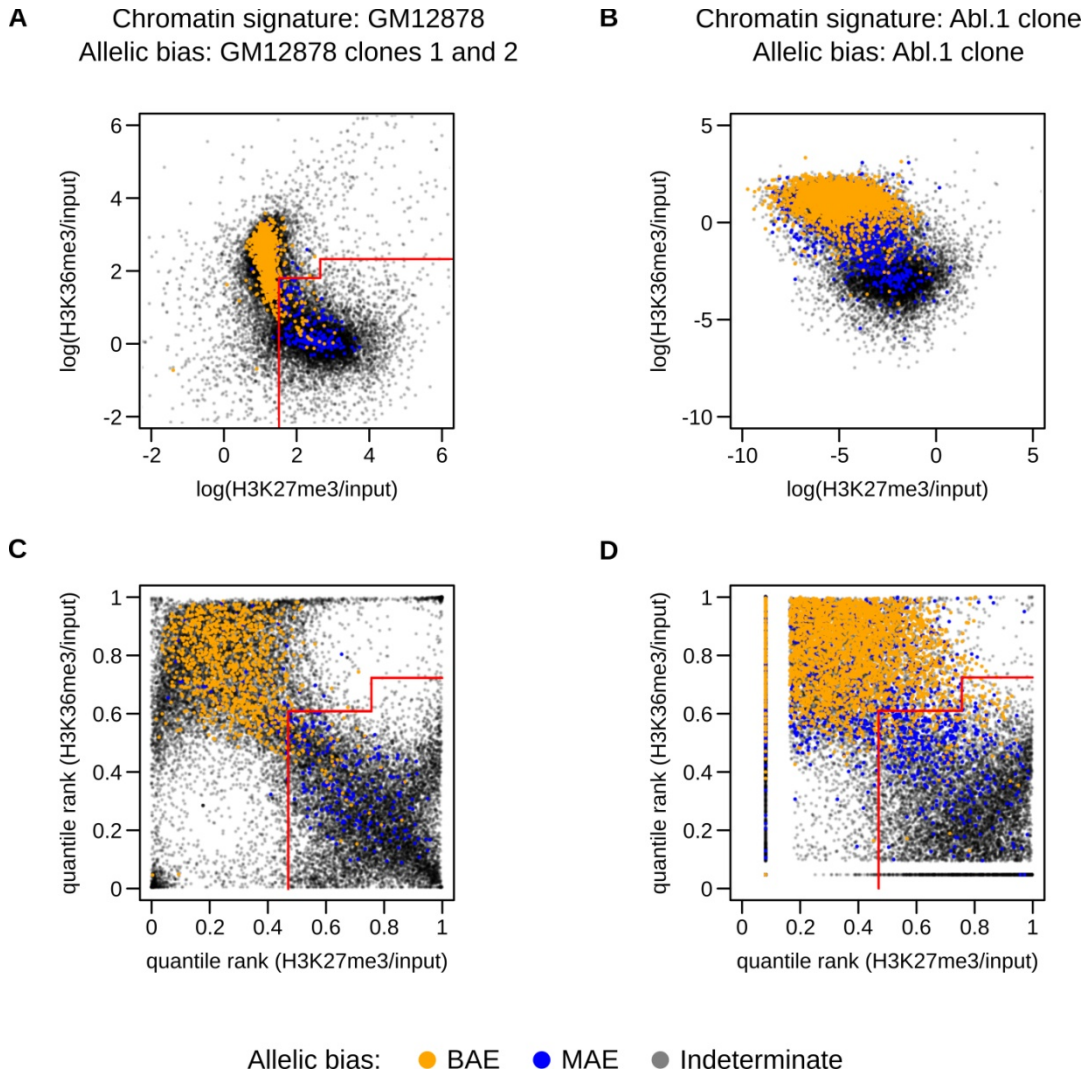 A
Chromatin signature: GM12878
Allelic bias: GM12878 clones 1 and 2
B
Chromatin signature: Abl.1 clone
Allelic bias: Abl.1 clone
log(H3K36me3/input)
6
4
2
0
-2
-2 0 2 4 6
log(H3K27me3/input)
log(H3K36me3/input)
5
0
-5
-10
-10 -5 0 5
log(H3K27me3/input)
C
quantile rank (H3K36me3/input)
1
0.8
0.6
0.4
0.2
0
0 0.2 0.4 0.6 0.8 1
quantile rank (H3K27me3/input)
D
quantile rank (H3K36me3/input)
1
0.8
0.6
0.4
0.2
0
0 0.2 0.4 0.6 0.8 1
quantile rank (H3K27me3/input)
Allelic bias: BAE MAE Indeterminate